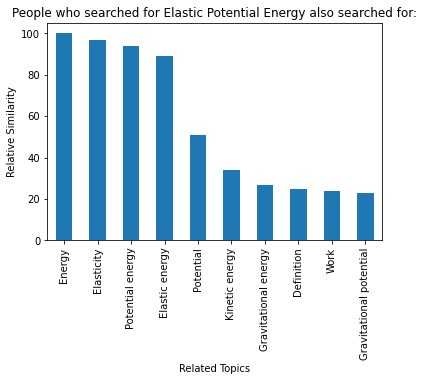 People who searched for Elastic Potential Energy also searched for:
Relative Similarity
100
80
60
40
20
0
Energy
Elasticity
Potential energy
Elastic energy
Potential
Kinetic energy
Gravitational energy
Definition
Work
Gravitational potential
Related Topics